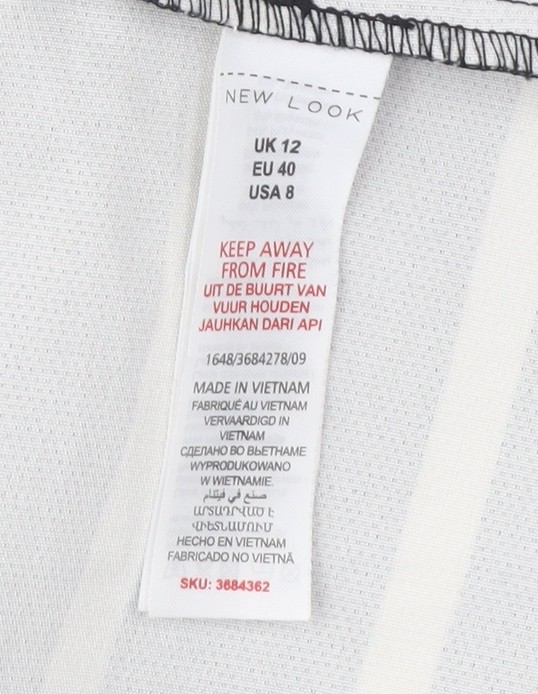 NEW LOOK
UK 12
EU 40
USA 8
KEEP AWAY
FROM FIRE
UIT DE BUURT VAN
VUUR HOUDEN
JAUHKAN DARI API
1648/3684278/09
MADE IN VIETNAM
FABRIQUÉ AU VIETNAM
VERVAARDIGD IN
VIETNAM
СДЕЛАНО ВО ВЬЕТНАМЕ
WYPRODUKOWANO
W WIETNAMIE.
صنع في فيتنام
ԱՐՏԱԴՐՎԱԾ Է
ՎԻԵՏՆԱՄՈՒՄ
HECHO EN VIETNAM
FABRICADO NO VIETNÃ
SKU: 3684362